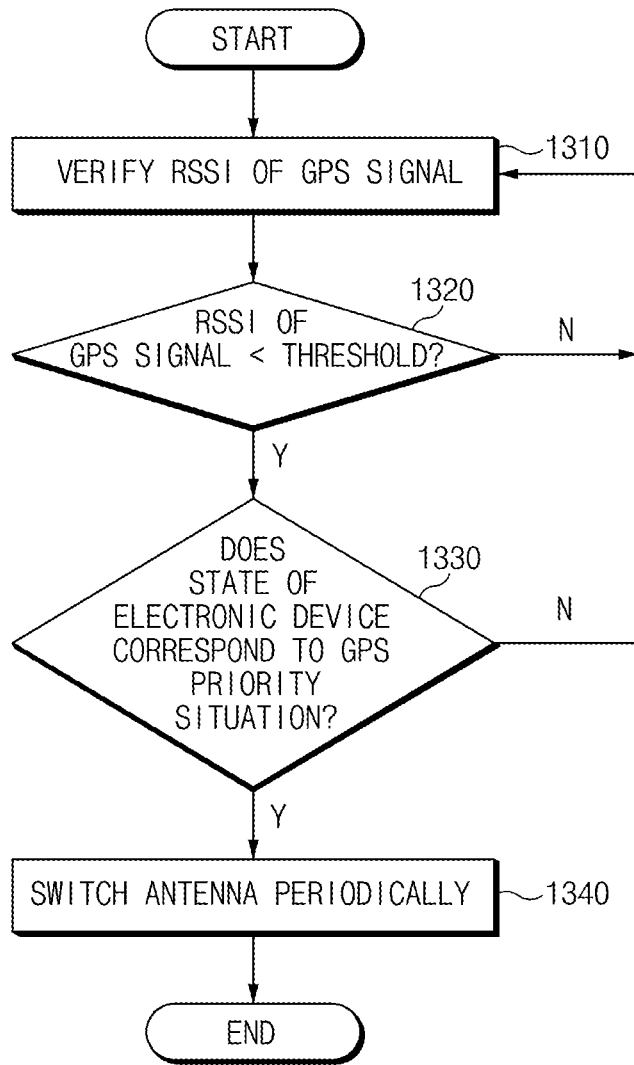 START
VERIFY RSSI OF GPS SIGNAL
1310
RSSI OF
GPS SIGNAL < THRESHOLD?
1320
N
Y
DOES
STATE OF
ELECTRONIC DEVICE
CORRESPOND TO GPS
PRIORITY
SITUATION?
1330
N
Y
SWITCH ANTENNA PERIODICALLY
1340
END